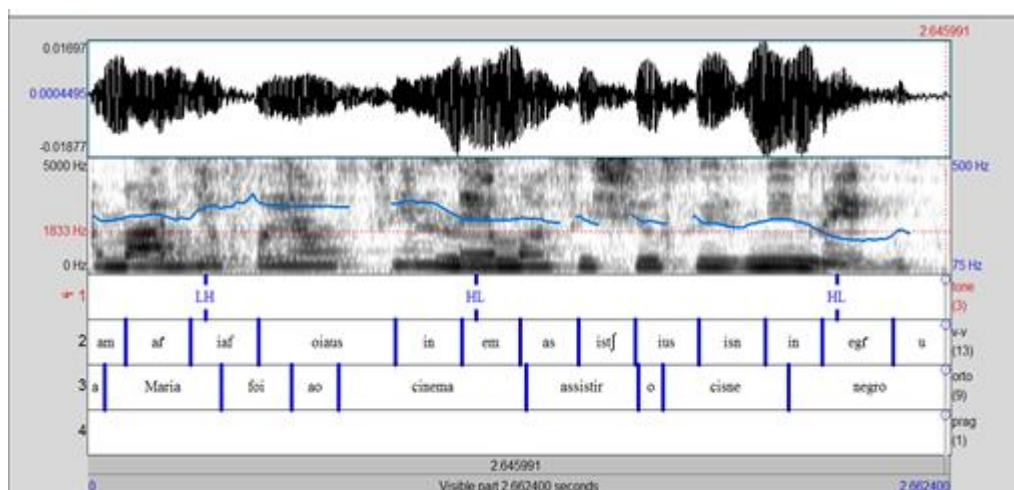 2.645991
0.01697
0.0004495
-0.01877
5000 Hz 500 Hz
1833 Hz
0 Hz 75 Hz
1 LH HL HL tone (3)
2 am aɾ iaf oiaus in em as istʃ ius isn in egɾ u v-v (13)
3 a Maria foi ao cinema assistir o cisne negro orto (9)
4 prag (1)
2.645991
0 Visible part 2.662400 seconds 2.662400